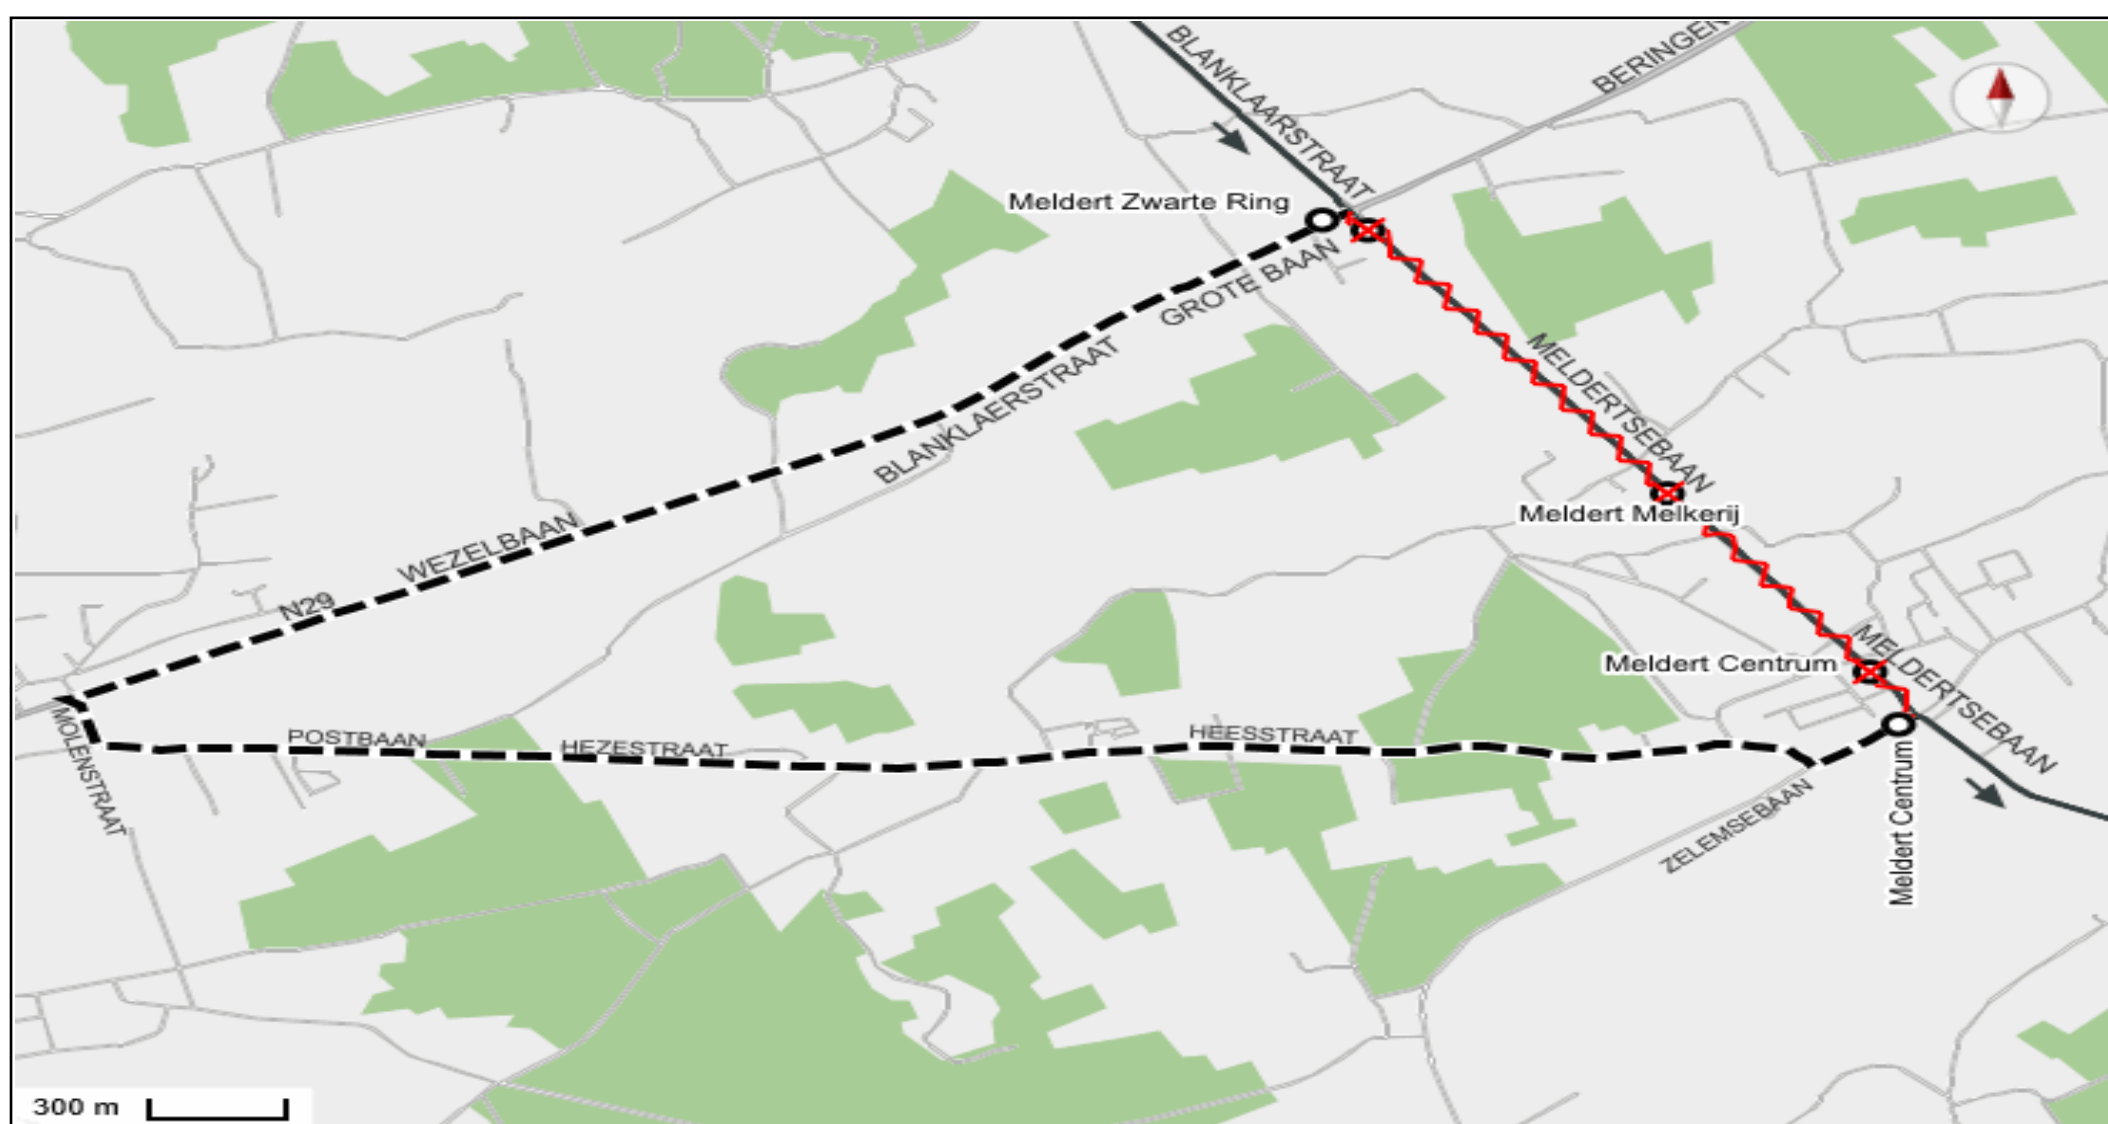 BLANKLAARSTRAAT
BERINGEN
Meldert Zwarte Ring
GROTE BAAN
MELDERTSEBAAN
BLANKLAERSTRAAT
Meldert Melkerij
WEZELBAAN
N29
MELDERTSEBAAN
Meldert Centrum
MOLENSTRAAT
POSTBAAN
HEZESTRAAT
HEESSTRAAT
ZELEMSEBAAN
Meldert Centrum
300 m